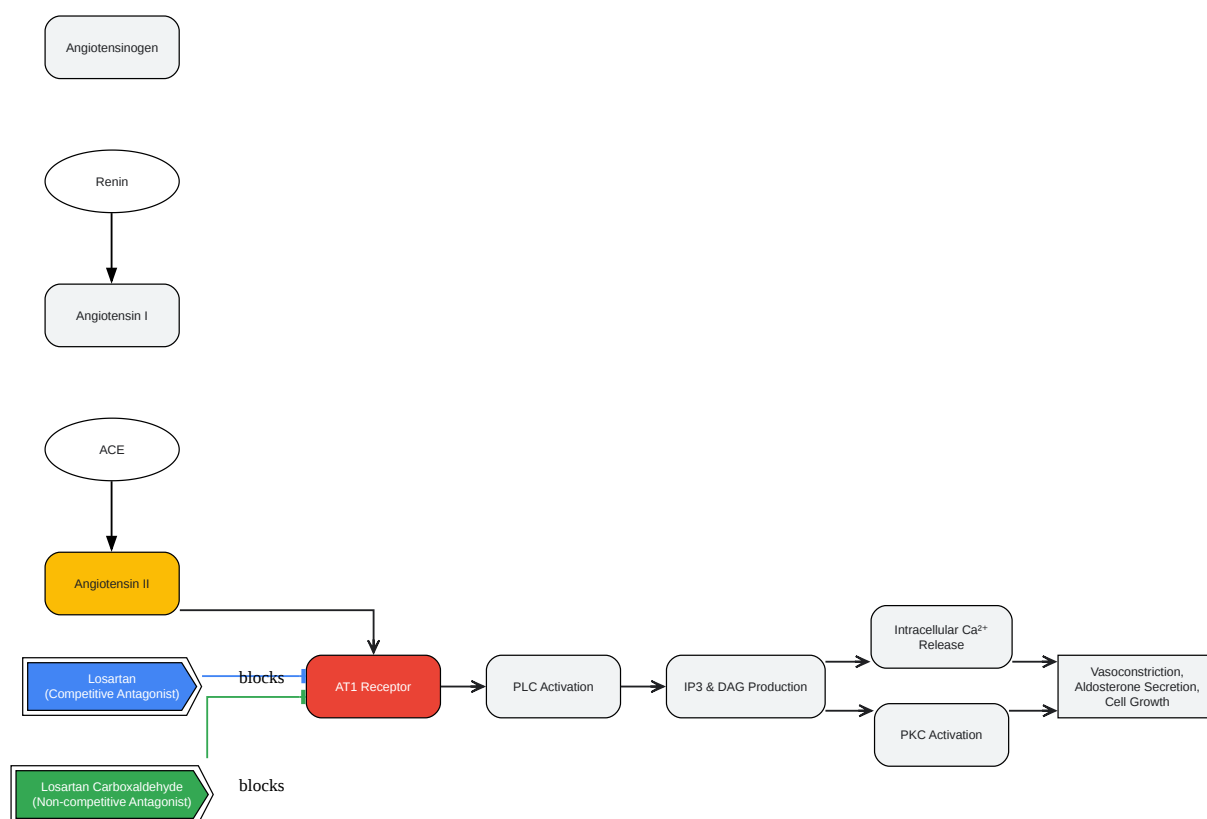 Angiotensinogen
Renin
Angiotensin I
ACE
Angiotensin II
Losartan
(Competitive Antagonist)
blocks
AT1 Receptor
PLC Activation
IP3 & DAG Production
Intracellular Ca²⁺
Release
PKC Activation
Vasoconstriction,
Aldosterone Secretion,
Cell Growth
Losartan Carboxaldehyde
(Non-competitive Antagonist)
blocks